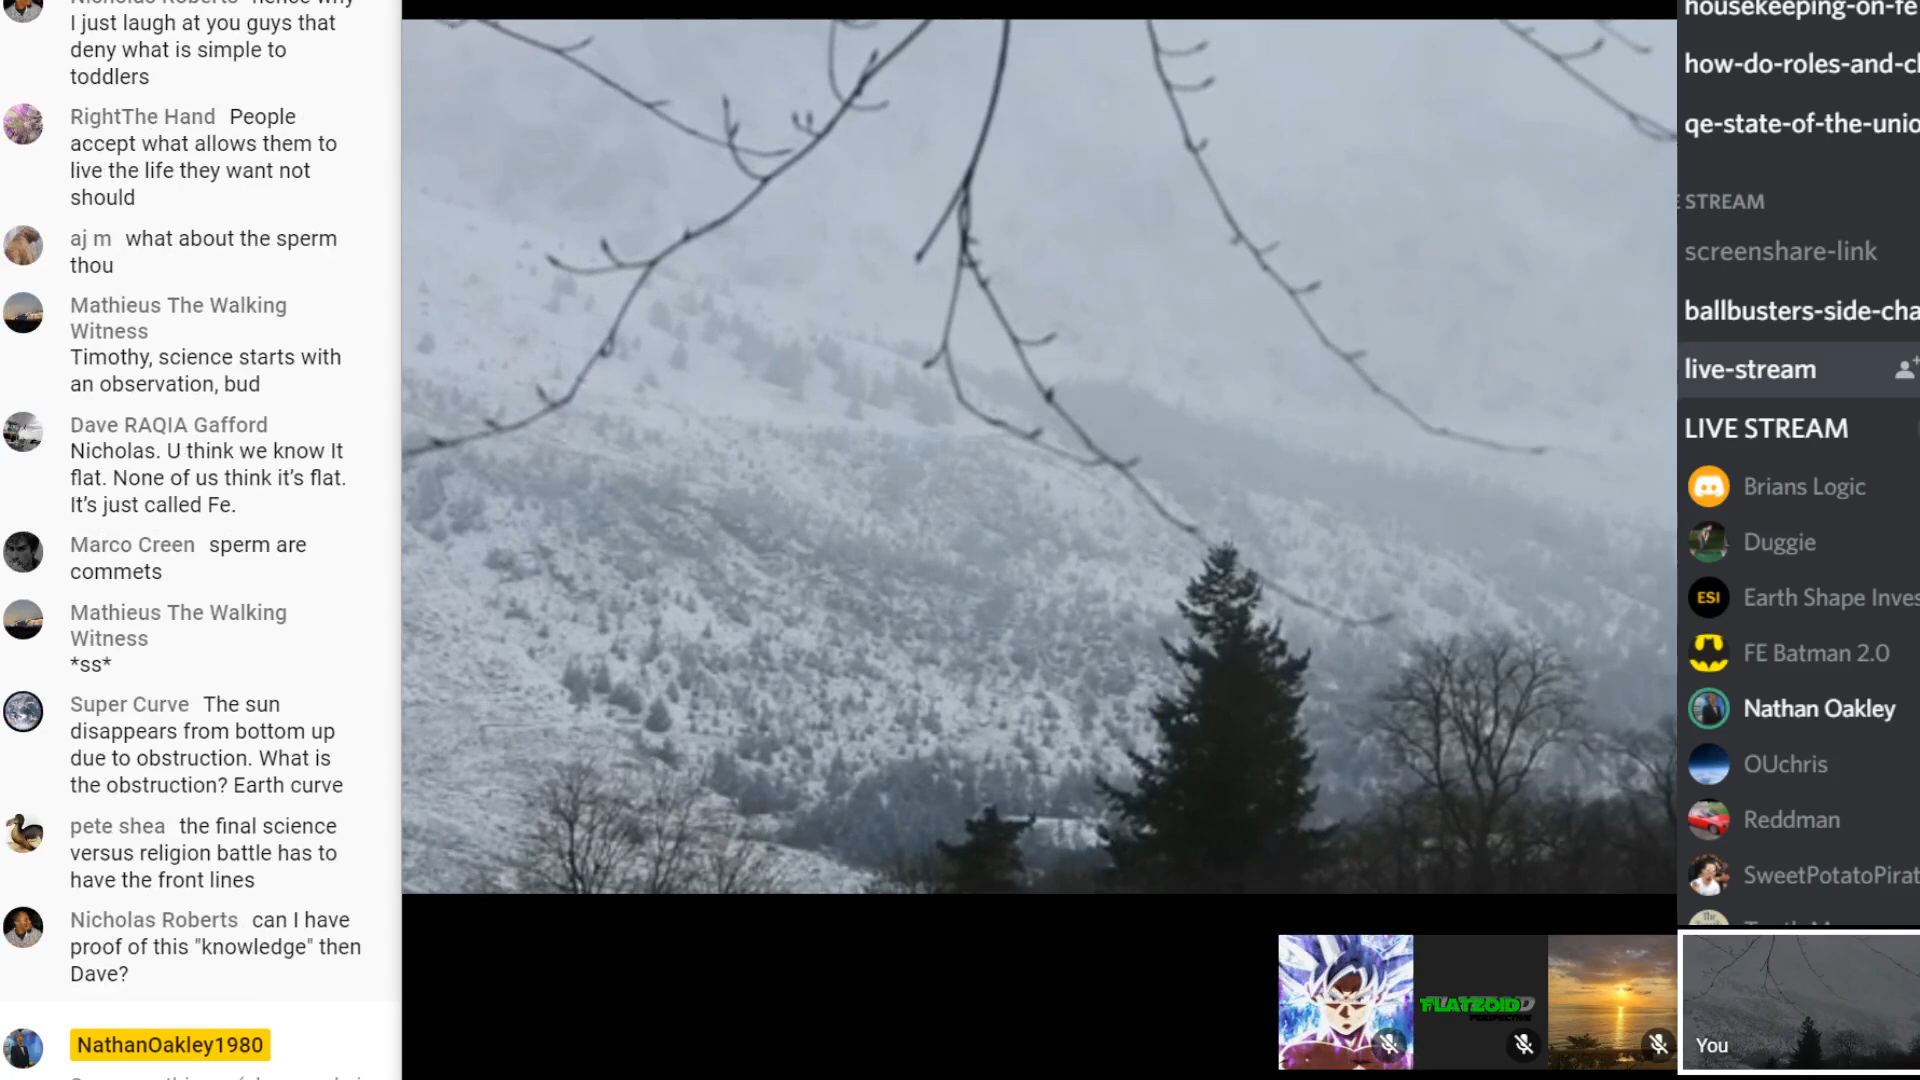 I just laugh at you guys that
deny what is simple to
toddlers
RightThe Hand People
accept what allows them to
live the life they want not
should
aj m what about the sperm
thou
Mathieus The Walking
Witness
Timothy, science starts with
an observation, bud
Dave RAQIA Gafford
Nicholas. U think we know It
flat. None of us think it’s flat.
It’s just called Fe.
Marco Creen sperm are
commets
Mathieus The Walking
Witness
*ss*
Super Curve The sun
disappears from bottom up
due to obstruction. What is
the obstruction? Earth curve
pete shea the final science
versus religion battle has to
have the front lines
Nicholas Roberts can I have
proof of this "knowledge" then
Dave?
NathanOakley1980
FLATZOIDD
PERSPECTIVE
You
housekeeping-on-fe
how-do-roles-and-cl
qe-state-of-the-unio
STREAM
screenshare-link
ballbusters-side-cha
live-stream
LIVE STREAM
Brians Logic
Duggie
ESI Earth Shape Inves
FE Batman 2.0
Nathan Oakley
OUchris
Reddman
SweetPotatoPirat